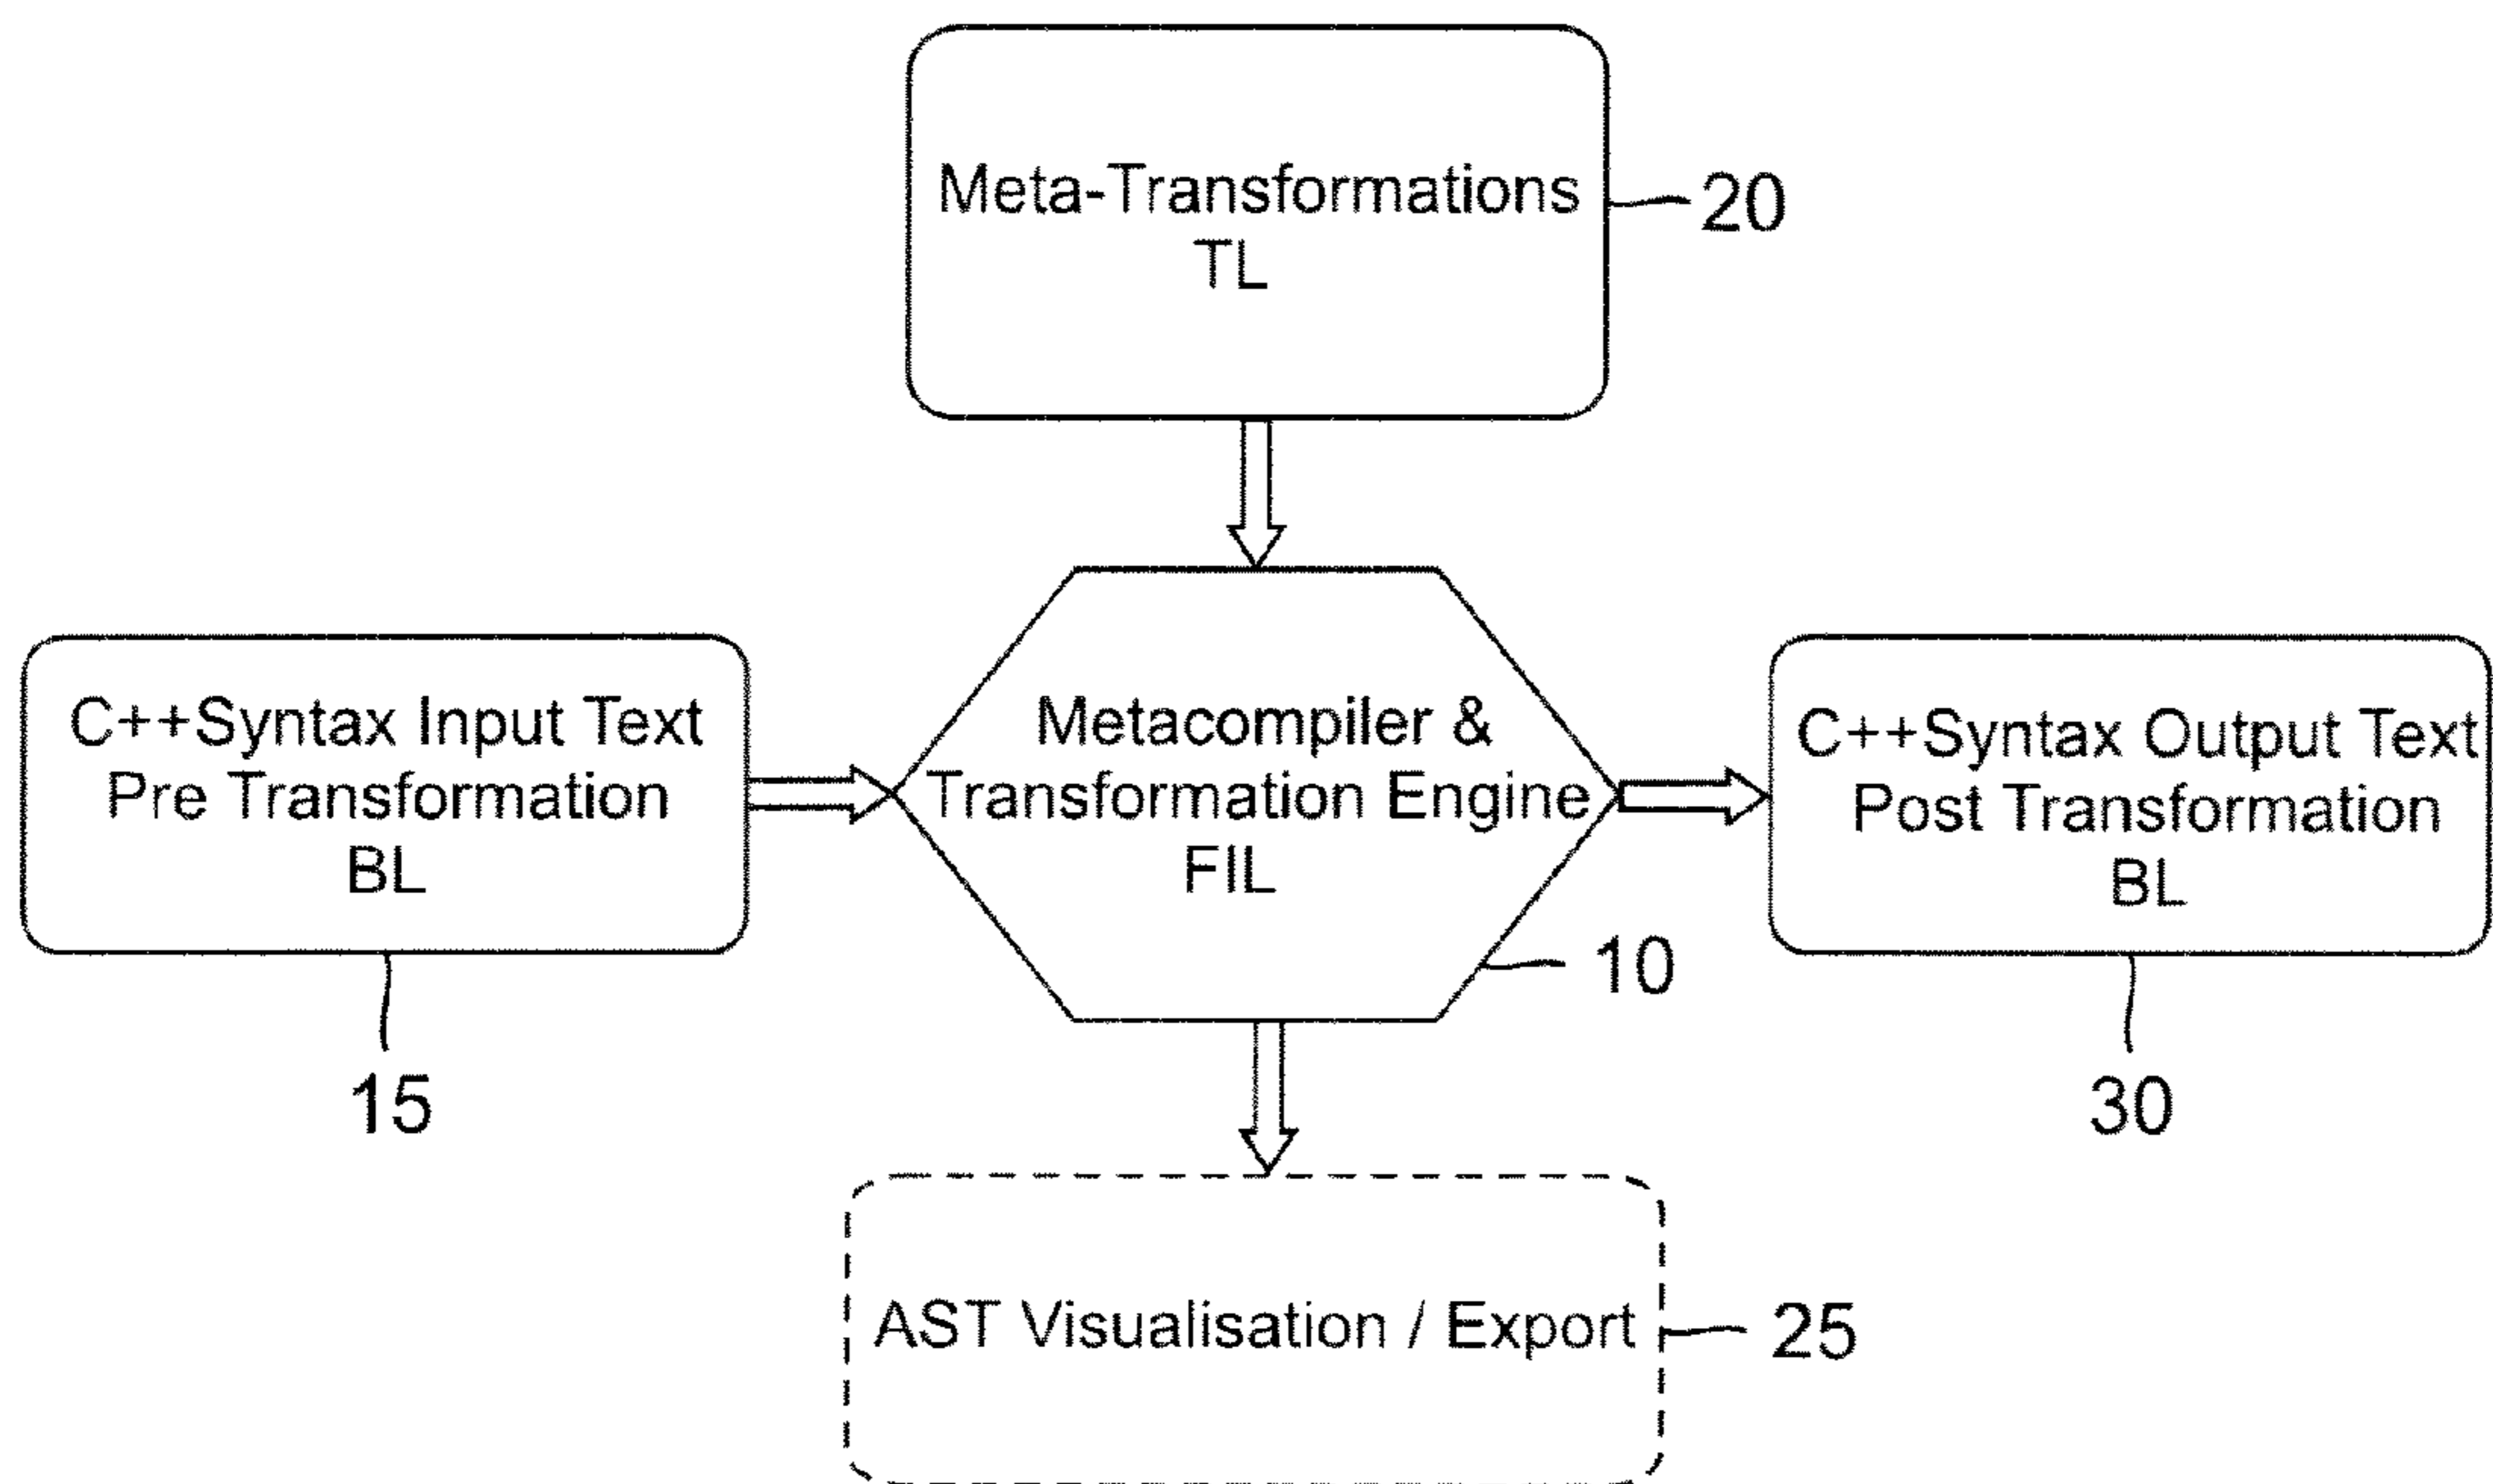 Meta-Transformations
TL
20
C++Syntax Input Text
Pre Transformation
BL
15
Metacompiler &
Transformation Engine
FIL
10
C++Syntax Output Text
Post Transformation
BL
30
AST Visualisation / Export
25